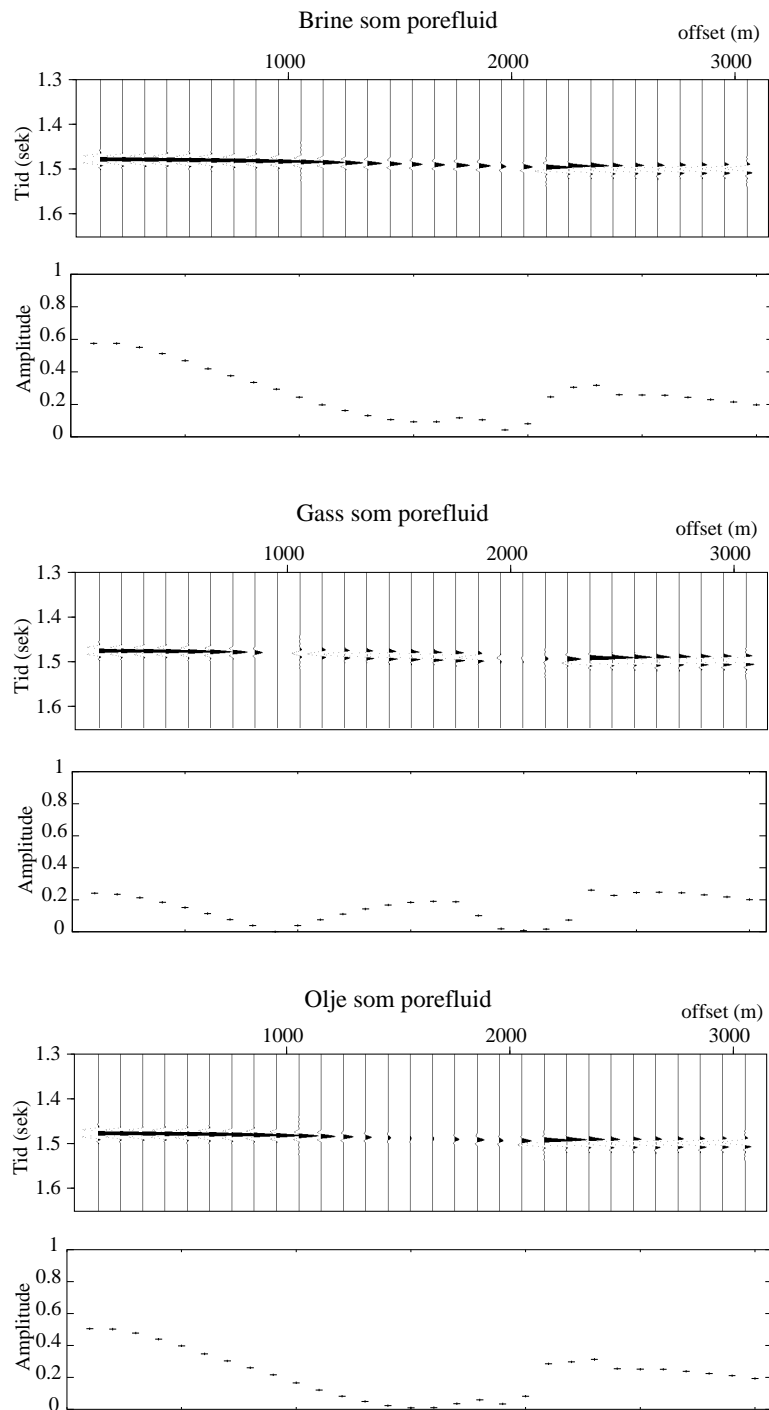 Brine som porefluid
offset (m)
1000 2000 3000
1.3
1.4
1.5
1.6
Tid (sek)
1
0.8
0.6
0.4
0.2
0
Amplitude
Gass som porefluid
offset (m)
1000 2000 3000
1.3
1.4
1.5
1.6
Tid (sek)
1
0.8
0.6
0.4
0.2
0
Amplitude
Olje som porefluid
offset (m)
1000 2000 3000
1.3
1.4
1.5
1.6
Tid (sek)
1
0.8
0.6
0.4
0.2
0
Amplitude